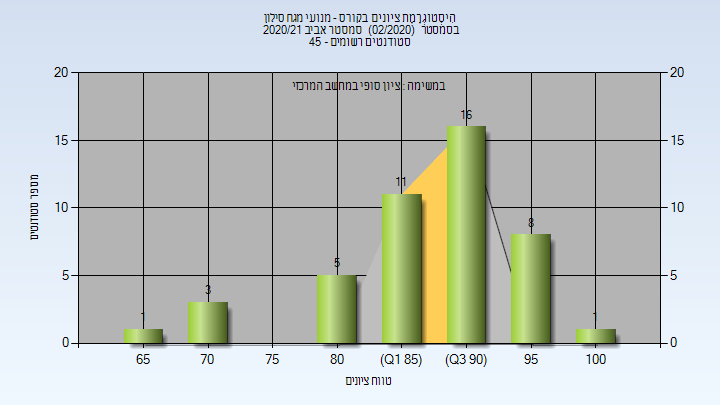 היסטוגרמת ציונים בקורס - מנועי מגח סילון
בסמסטר (02/2020) סמסטר אביב 2020/21
סטודנטים רשומים - 45
במשימה : ציון סופי במחשב המרכזי
20
15
10
5
0
20
15
10
5
0
מספר סטודנטים
1
3
5
11
16
8
1
65
70
75
80
(Q1 85)
(Q3 90)
95
100
טווח ציונים